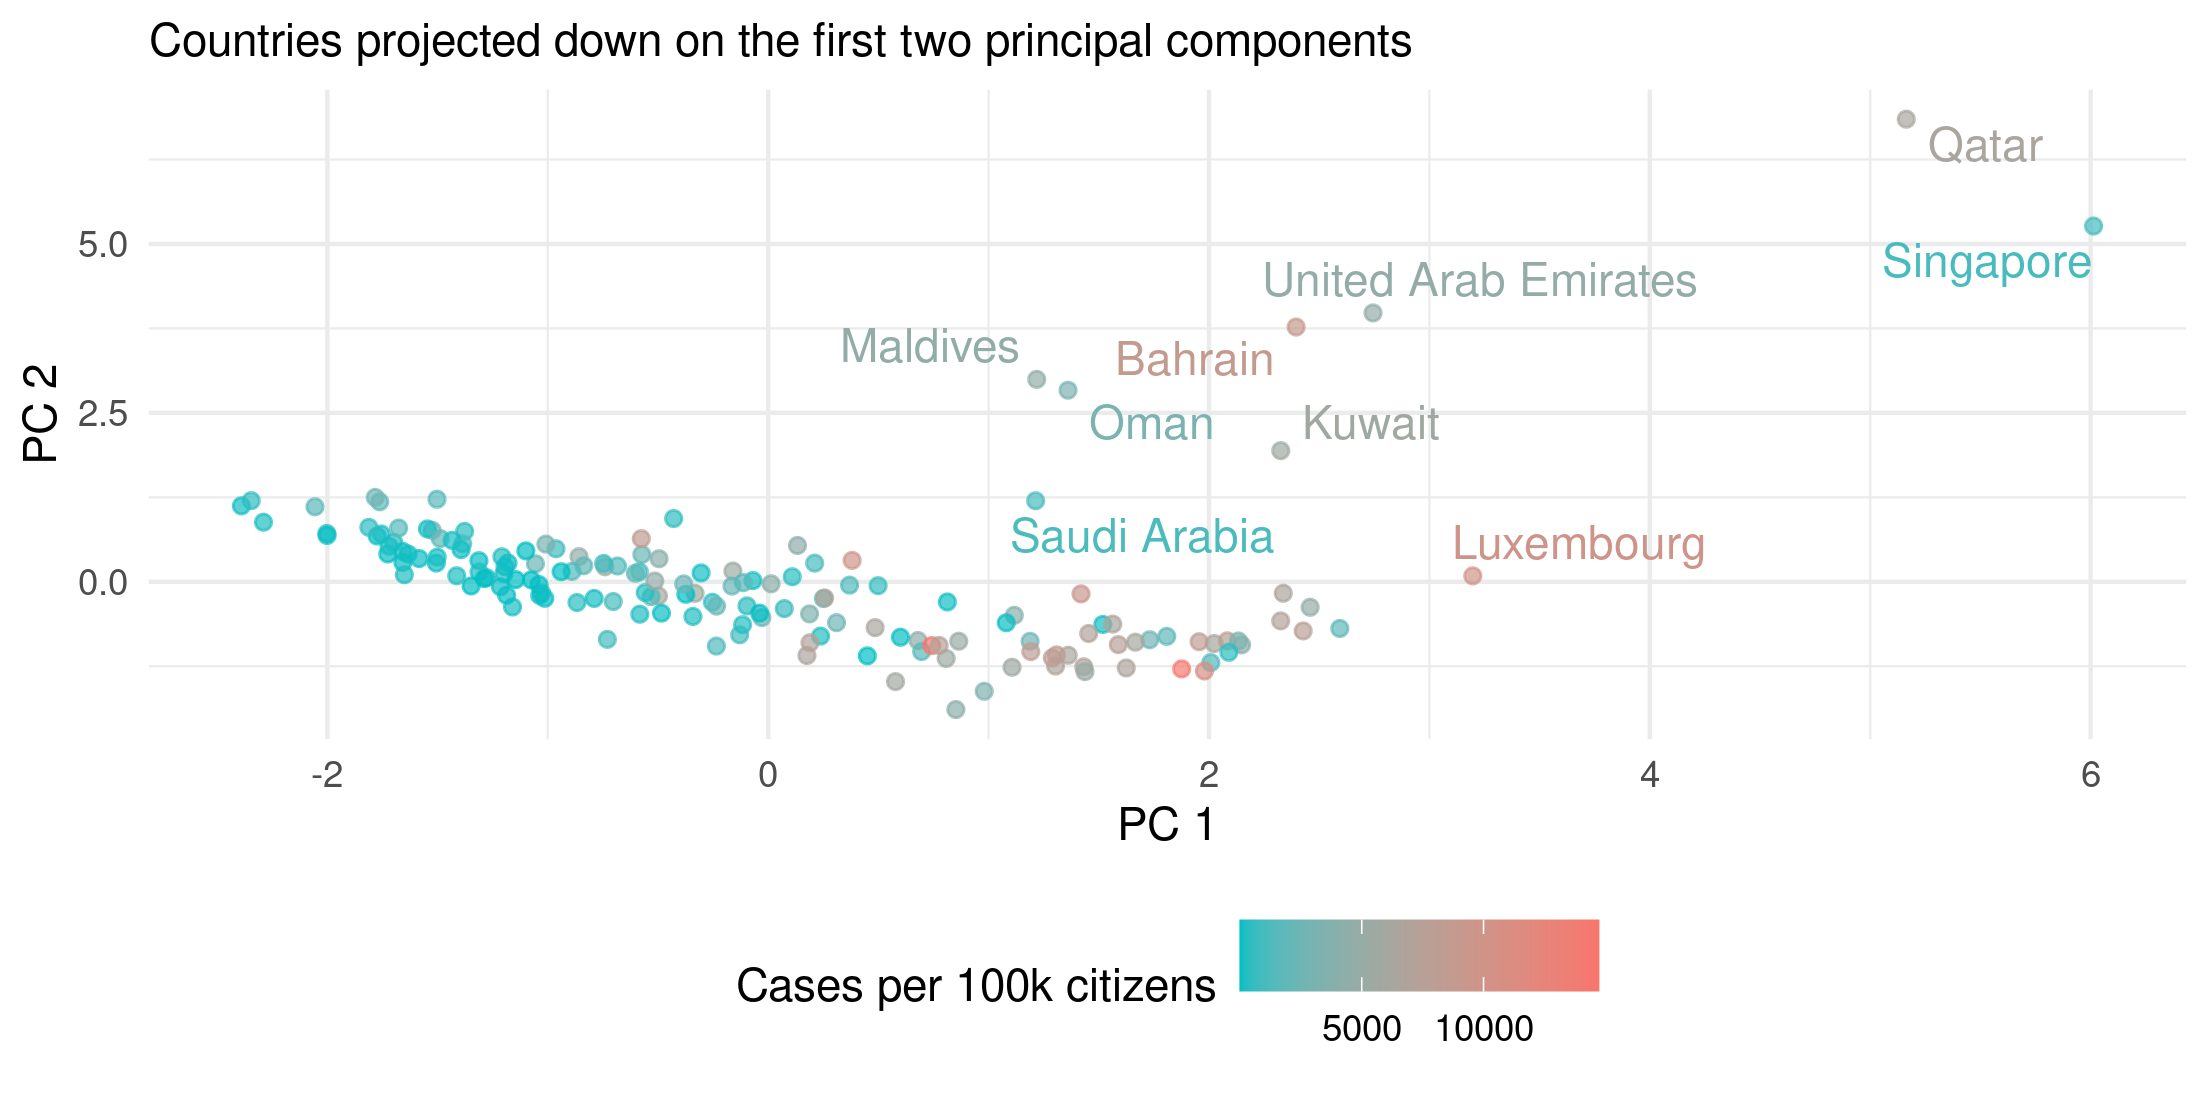 Countries projected down on the first two principal components
Qatar
5.0
Singapore
United Arab Emirates
Maldives
Bahrain
PC 2
2.5
Oman
Kuwait
Saudi Arabia
Luxembourg
0.0
-2
0
2
4
6
PC 1
Cases per 100k citizens
5000
10000